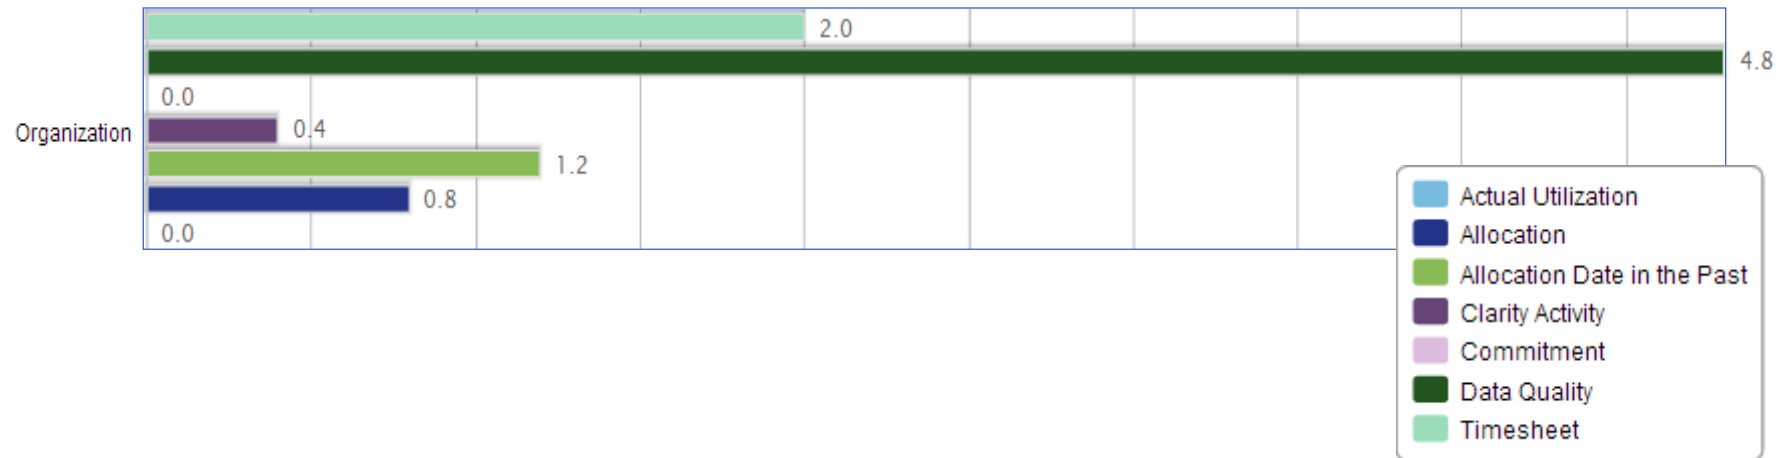 2.0
4.8
0.0
Organization
0.4
1.2
0.8
0.0
Actual Utilization
Allocation
Allocation Date in the Past
Clarity Activity
Commitment
Data Quality
Timesheet